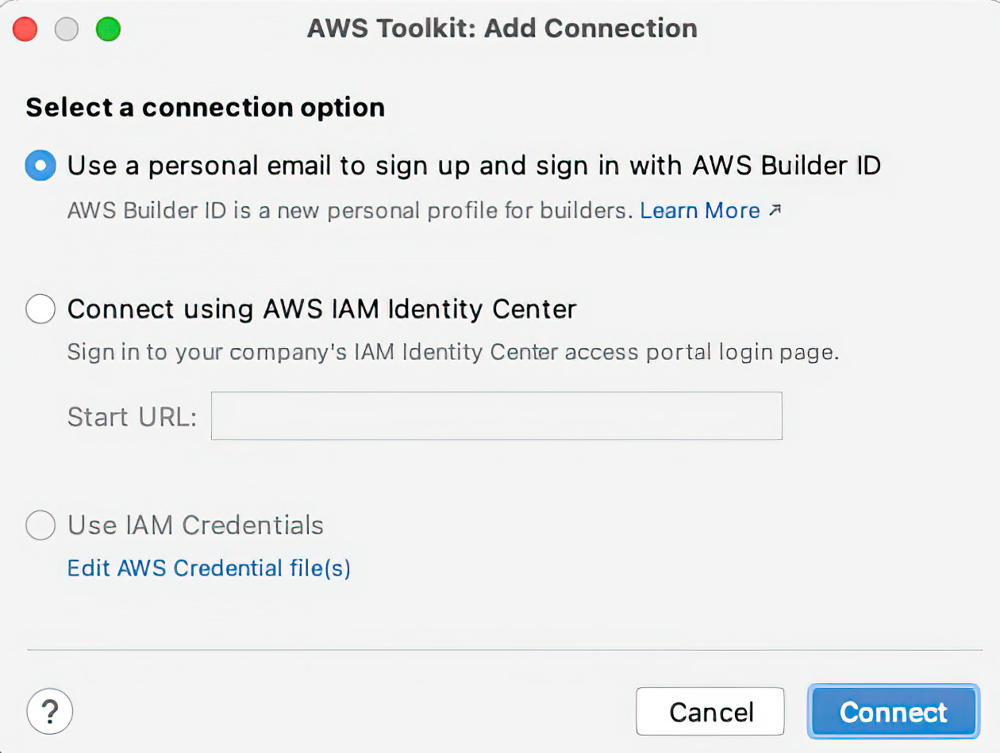 AWS Toolkit: Add Connection
Select a connection option
Use a personal email to sign up and sign in with AWS Builder ID
AWS Builder ID is a new personal profile for builders. Learn More ↗
Connect using AWS IAM Identity Center
Sign in to your company's IAM Identity Center access portal login page.
Start URL:
Use IAM Credentials
Edit AWS Credential file(s)
?
Cancel
Connect